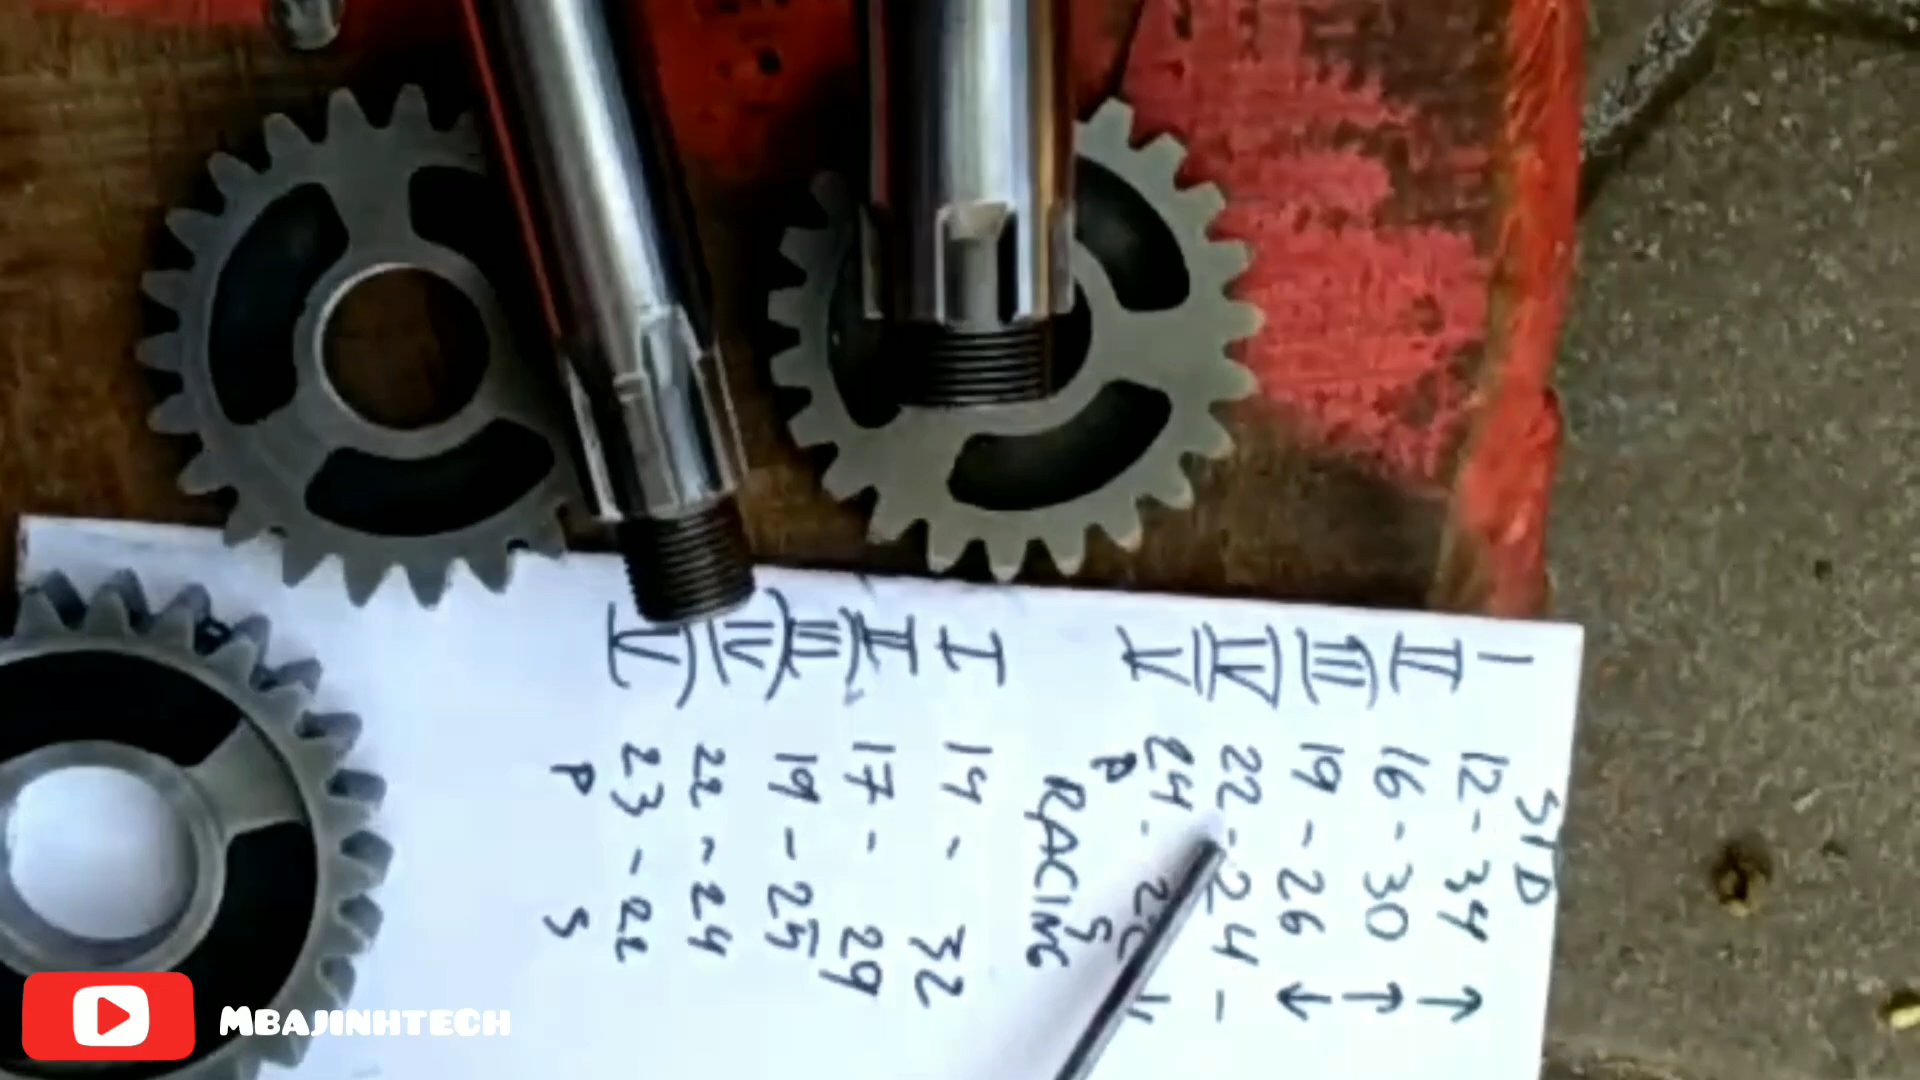 STD
I 12 - 34 ↑
II 16 - 30 ↑
III 19 - 26 ↓
IV 22 - 24 -
V 24 -
P S
RACING
I 14 - 32
II 17 - 29
III 19 - 25
IV 22 - 24
V 23 - 22
P S
MBAJINHTECH